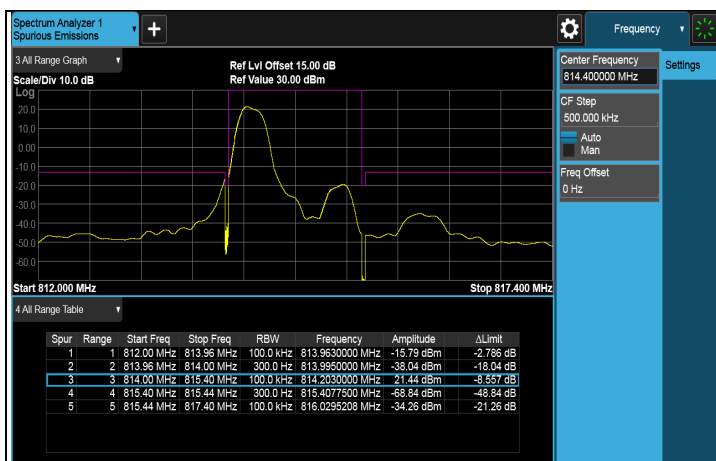 Spectrum Analyzer 1
Spurious Emissions
+
Frequency
3 All Range Graph
Scale/Div 10.0 dB
Ref Lvl Offset 15.00 dB
Ref Value 30.00 dBm
Log
20.0
10.0
0.00
-10.0
-20.0
-30.0
-40.0
-50.0
-60.0
Start 812.000 MHz
Stop 817.400 MHz
Center Frequency
814.400000 MHz
Settings
CF Step
500.000 kHz
Auto
Man
Freq Offset
0 Hz
4 All Range Table
Spur Range Start Freq Stop Freq RBW Frequency Amplitude ΔLimit
1 1 812.00 MHz 813.96 MHz 100.0 kHz 813.9630000 MHz -15.79 dBm -2.786 dB
2 2 813.96 MHz 814.00 MHz 300.0 Hz 813.9950000 MHz -38.04 dBm -18.04 dB
3 3 814.00 MHz 815.40 MHz 100.0 kHz 814.2030000 MHz 21.44 dBm -8.557 dB
4 4 815.40 MHz 815.44 MHz 300.0 Hz 815.4077500 MHz -68.84 dBm -48.84 dB
5 5 815.44 MHz 817.40 MHz 100.0 kHz 816.0295208 MHz -34.26 dBm -21.26 dB